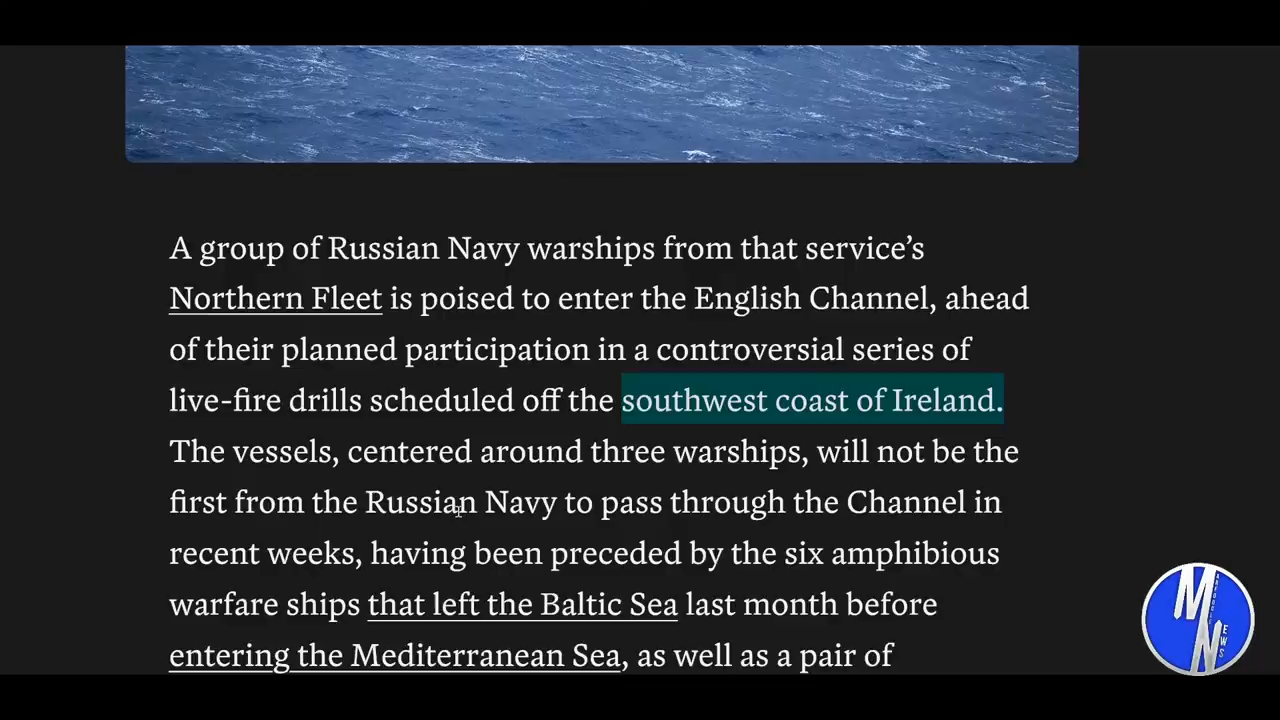 A group of Russian Navy warships from that service’s
Northern Fleet is poised to enter the English Channel, ahead
of their planned participation in a controversial series of
live-fire drills scheduled off the southwest coast of Ireland.
The vessels, centered around three warships, will not be the
first from the Russian Navy to pass through the Channel in
recent weeks, having been preceded by the six amphibious
warfare ships that left the Baltic Sea last month before
entering the Mediterranean Sea, as well as a pair of